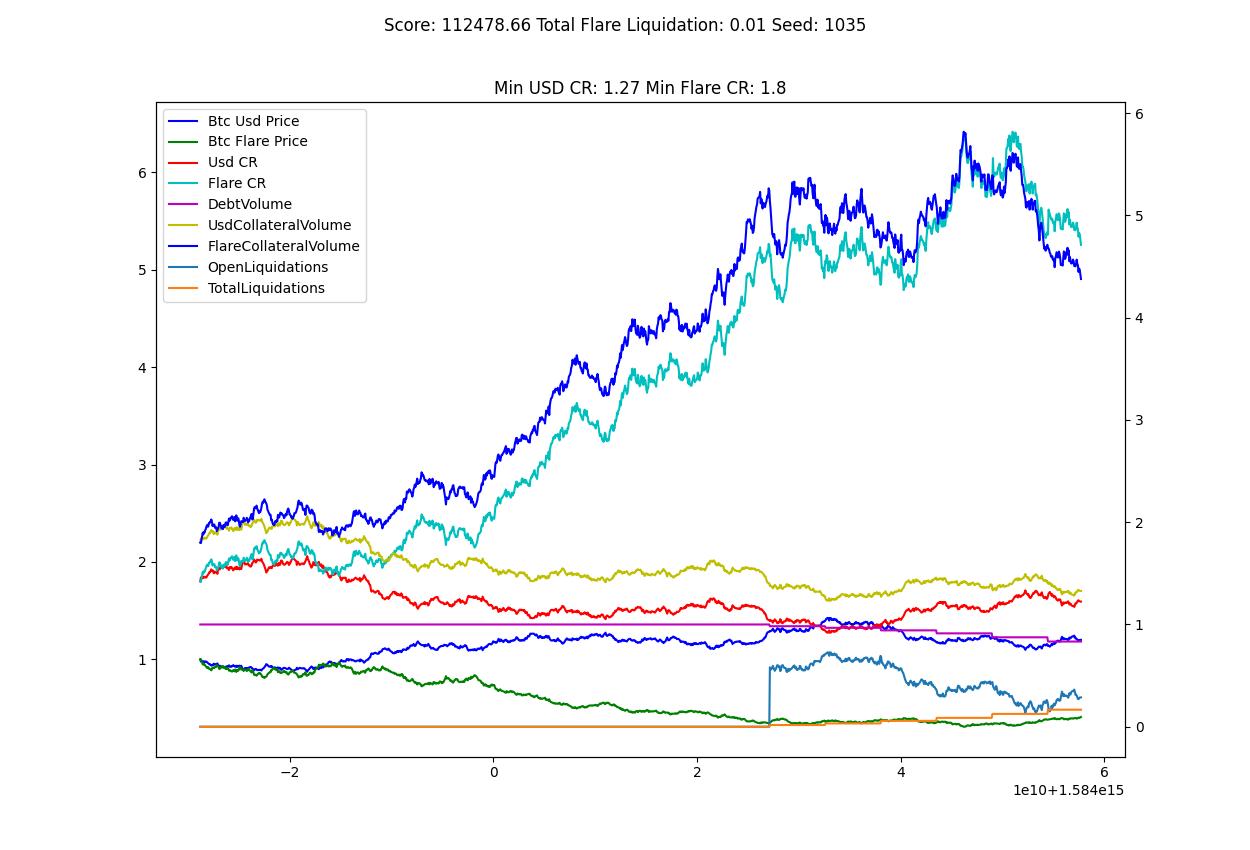 Score: 112478.66 Total Flare Liquidation: 0.01 Seed: 1035
Min USD CR: 1.27 Min Flare CR: 1.8
Btc Usd Price
Btc Flare Price
Usd CR
Flare CR
DebtVolume
UsdCollateralVolume
FlareCollateralVolume
OpenLiquidations
TotalLiquidations
6
5
4
3
2
1
6
5
4
3
2
1
0
−2
0
2
4
6
1e10+1.584e15